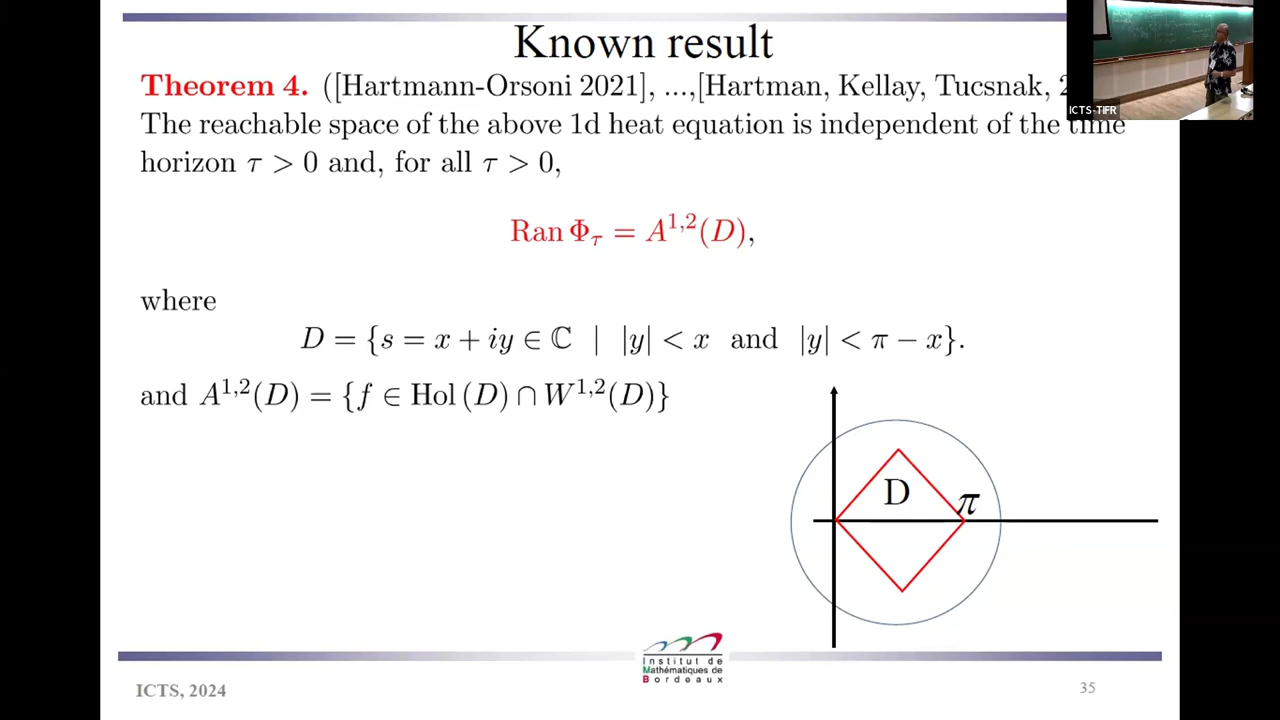 Known result
Theorem 4. ([Hartmann-Orsoni 2021], ...,[Hartman, Kellay, Tucsnak, 2
ICTS-TIFR
The reachable space of the above 1d heat equation is independent of the time
horizon τ > 0 and, for all τ > 0,
Ran Φ_τ = A^{1,2}(D),
where
D = {s = x + iy ∈ ℂ | |y| < x and |y| < π − x}.
and A^{1,2}(D) = {f ∈ Hol (D) ∩ W^{1,2}(D)}
D
π
Institut de
Mathématiques de
Bordeaux
ICTS, 2024
35